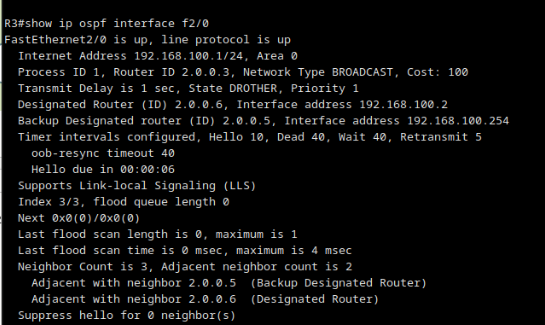 R3#show ip ospf interface f2/0
FastEthernet2/0 is up, line protocol is up
Internet Address 192.168.100.1/24, Area 0
Process ID 1, Router ID 2.0.0.3, Network Type BROADCAST, Cost: 100
Transmit Delay is 1 sec, State DROTHER, Priority 1
Designated Router (ID) 2.0.0.6, Interface address 192.168.100.2
Backup Designated router (ID) 2.0.0.5, Interface address 192.168.100.254
Timer intervals configured, Hello 10, Dead 40, Wait 40, Retransmit 5
oob-resync timeout 40
Hello due in 00:00:06
Supports Link-local Signaling (LLS)
Index 3/3, flood queue length 0
Next 0x0(0)/0x0(0)
Last flood scan length is 0, maximum is 1
Last flood scan time is 0 msec, maximum is 4 msec
Neighbor Count is 3, Adjacent neighbor count is 2
Adjacent with neighbor 2.0.0.5  (Backup Designated Router)
Adjacent with neighbor 2.0.0.6  (Designated Router)
Suppress hello for 0 neighbor(s)